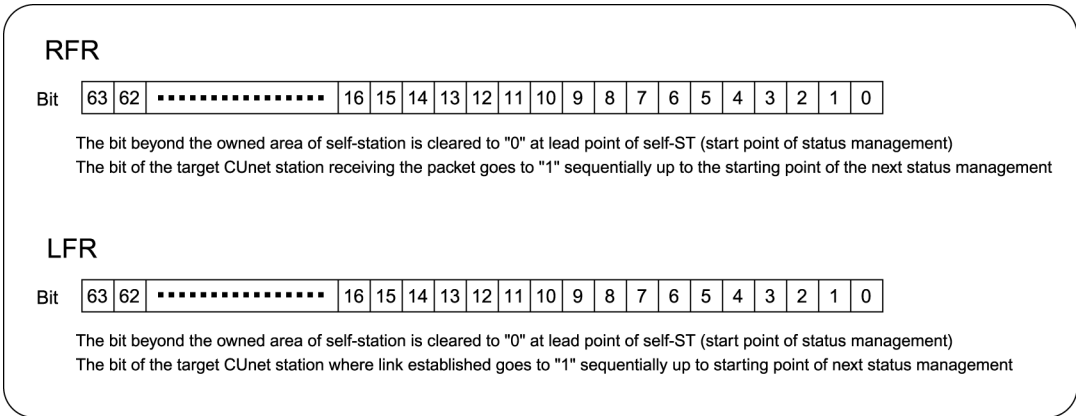 RFR
Bit 63 62 ▪▪▪▪▪▪▪▪▪▪▪▪▪▪▪▪ 16 15 14 13 12 11 10 9 8 7 6 5 4 3 2 1 0
The bit beyond the owned area of self-station is cleared to "0" at lead point of self-ST (start point of status management)
The bit of the target CUnet station receiving the packet goes to "1" sequentially up to the starting point of the next status management
LFR
Bit 63 62 ▪▪▪▪▪▪▪▪▪▪▪▪▪▪▪▪ 16 15 14 13 12 11 10 9 8 7 6 5 4 3 2 1 0
The bit beyond the owned area of self-station is cleared to "0" at lead point of self-ST (start point of status management)
The bit of the target CUnet station where link established goes to "1" sequentially up to starting point of next status management